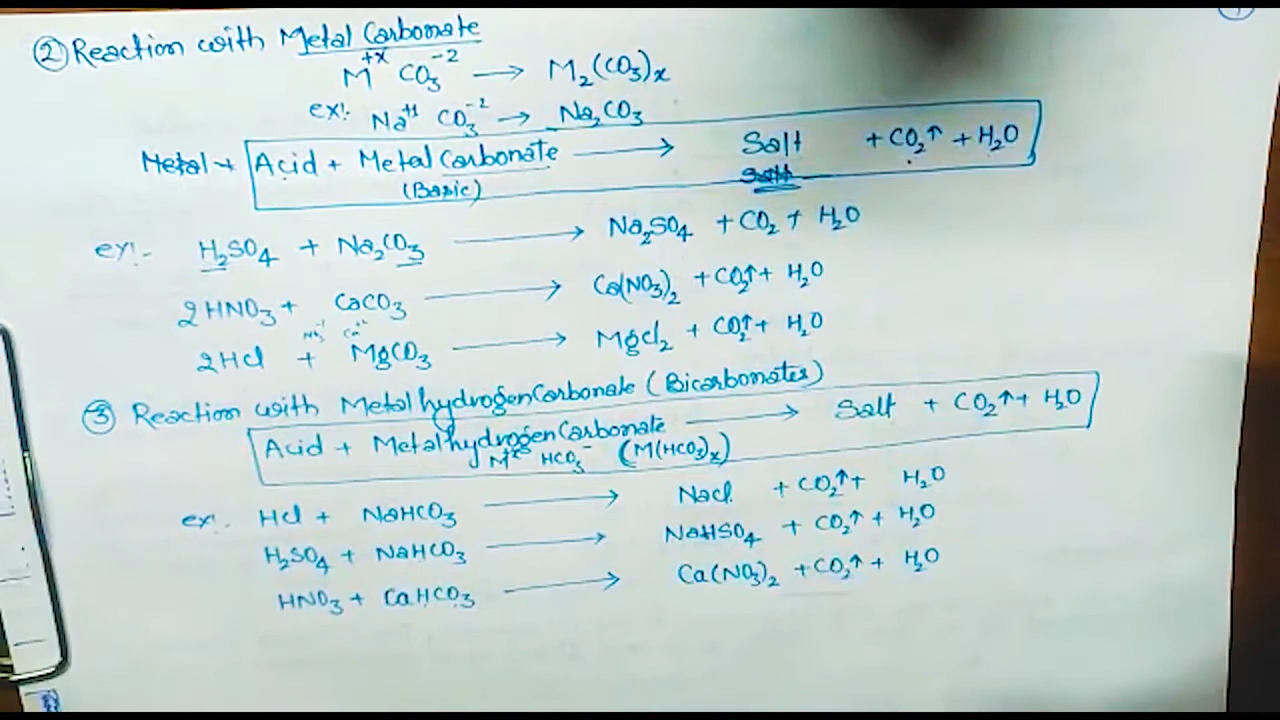 ② Reaction with Metal Carbonate
M⁺ˣ CO₃⁻² → M₂(CO₃)ₓ
ex:- Na⁺¹ CO₃⁻² → Na₂CO₃
Metal + Acid + Metal Carbonate → Salt + CO₂↑ + H₂O
(Basic) Salt
ex:- H₂SO₄ + Na₂CO₃ → Na₂SO₄ + CO₂ + H₂O
2HNO₃ + CaCO₃ → Ca(NO₃)₂ + CO₂↑ + H₂O
2HCl + MgCO₃ → MgCl₂ + CO₂↑ + H₂O
③ Reaction with Metal hydrogen Carbonate (Bicarbonates)
Acid + Metal hydrogen Carbonate → Salt + CO₂↑ + H₂O
M⁺ˣ HCO₃⁻ (M(HCO₃)ₓ)
ex:- HCl + NaHCO₃ → NaCl + CO₂↑ + H₂O
H₂SO₄ + NaHCO₃ → NaHSO₄ + CO₂↑ + H₂O
HNO₃ + CaHCO₃ → Ca(NO₃)₂ + CO₂↑ + H₂O